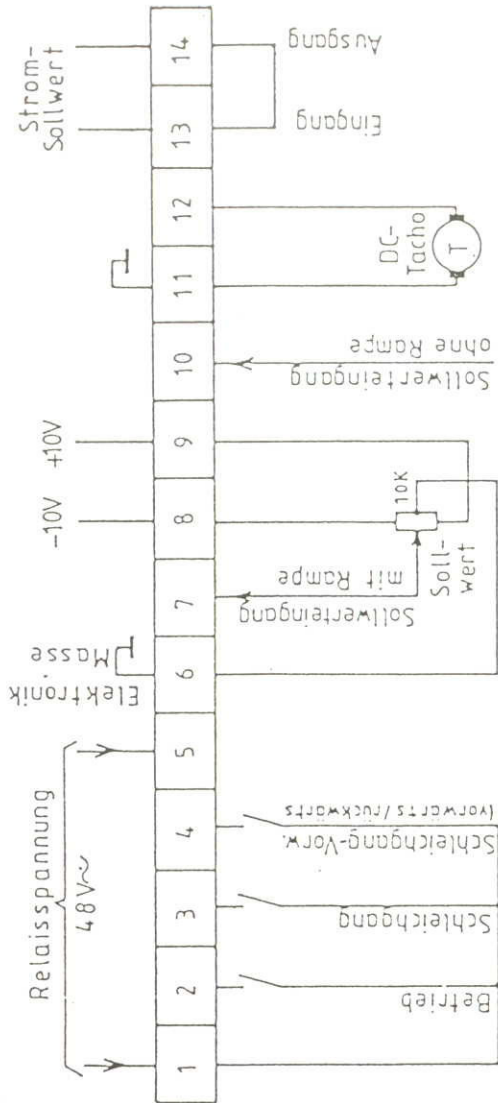 Relaisspannung
48V~
Elektronik
Masse
-10V
+10V
Strom-
Sollwert
1
2
3
4
5
6
7
8
9
10
11
12
13
14
Betrieb
Schleichgang
Schleichgang-Vorw.
(vorwärts/rückwärts
Sollwerteingang
mit Rampe
Soll-
wert
10K
Sollwerteingang
ohne Rampe
DC-
Tacho
T
Eingang
Ausgang